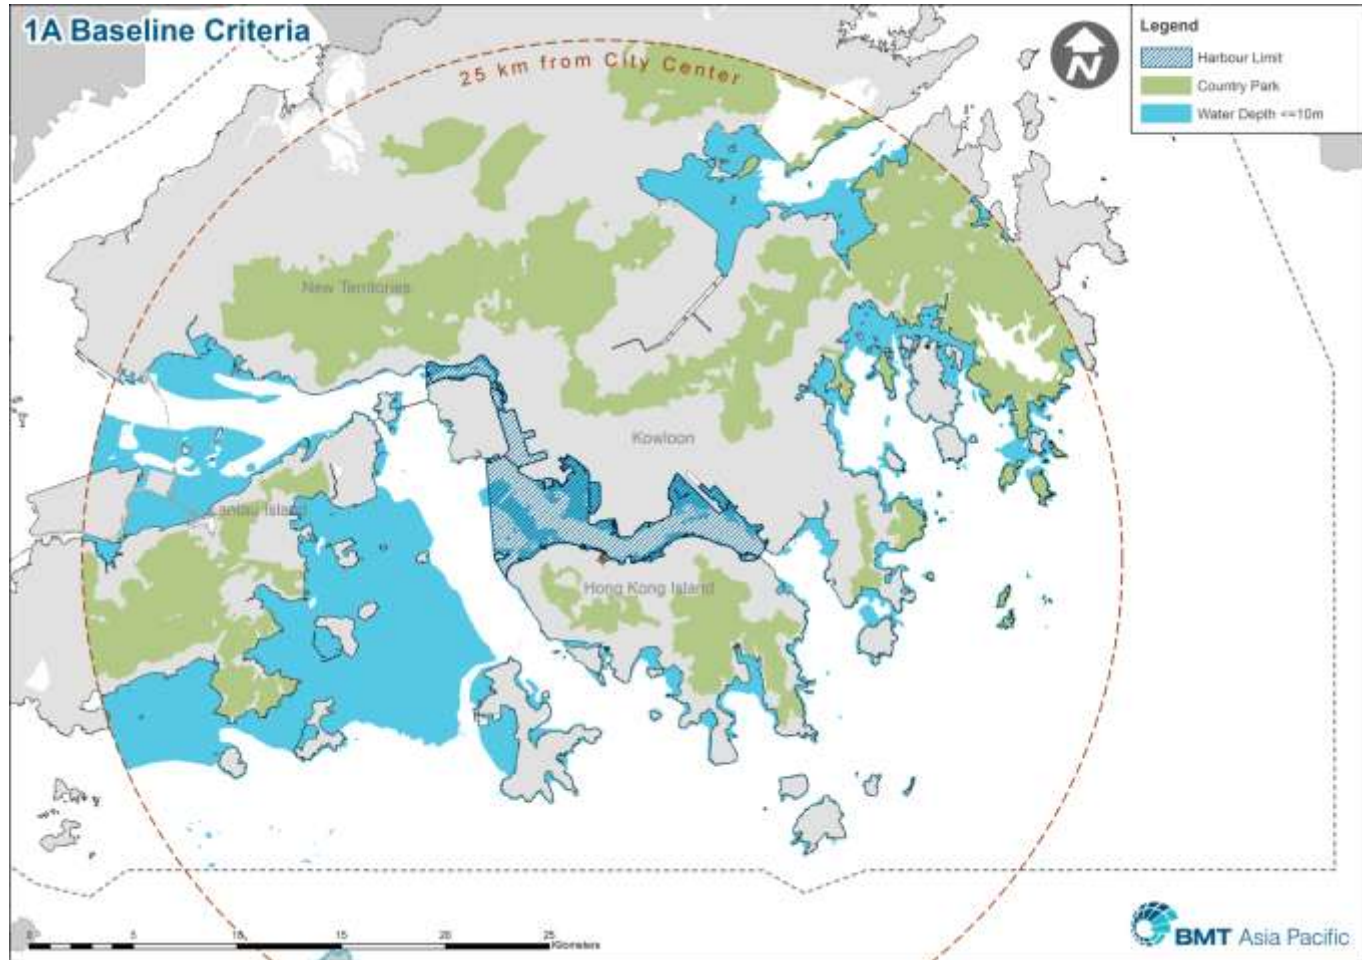 1A Baseline Criteria
25 km from City Center
N
Legend
Harbour Limit
Country Park
Water Depth <=10m
New Territories
Kowloon
Lantau Island
Hong Kong Island
0 5 10 15 20 25
Kilometers
BMT Asia Pacific